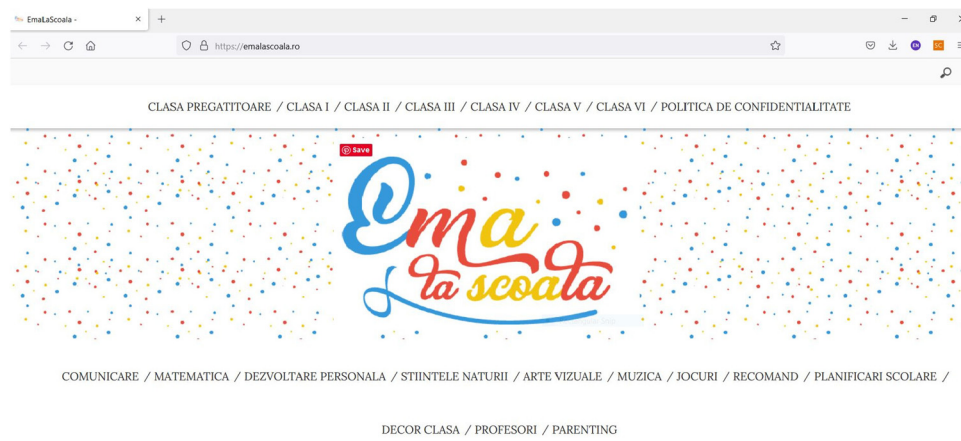 EmaLaScoala -
https://emalascoala.ro
EN SC
CLASA PREGATITOARE / CLASA I / CLASA II / CLASA III / CLASA IV / CLASA V / CLASA VI / POLITICA DE CONFIDENTIALITATE
Save
Ema
la scoala
COMUNICARE / MATEMATICA / DEZVOLTARE PERSONALA / STIINTELE NATURII / ARTE VIZUALE / MUZICA / JOCURI / RECOMAND / PLANIFICARI SCOLARE /
DECOR CLASA / PROFESORI / PARENTING